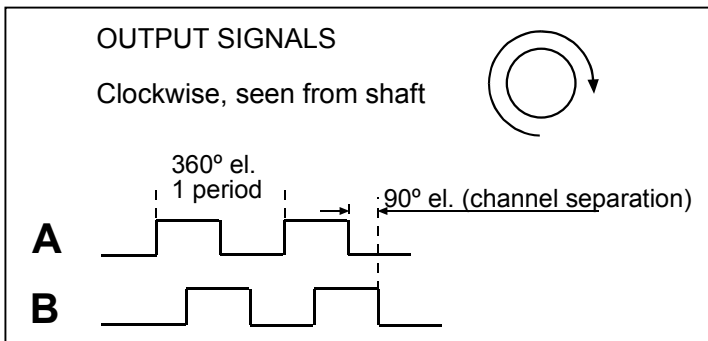 OUTPUT SIGNALS
Clockwise, seen from shaft
360º el.
1 period
90º el. (channel separation)
A
B